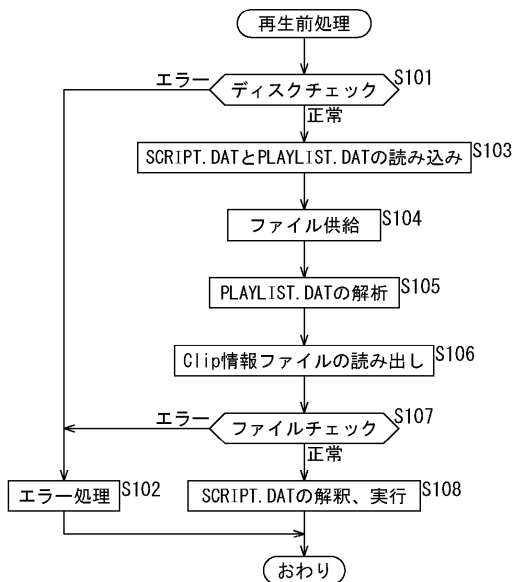 再生前処理
エラー
ディスクチェック
S101
正常
SCRIPT.DATとPLAYLIST.DATの読み込み
S103
ファイル供給
S104
PLAYLIST.DATの解析
S105
Clip情報ファイルの読み出し
S106
エラー
ファイルチェック
S107
正常
エラー処理
S102
SCRIPT.DATの解釈、実行
S108
おわり